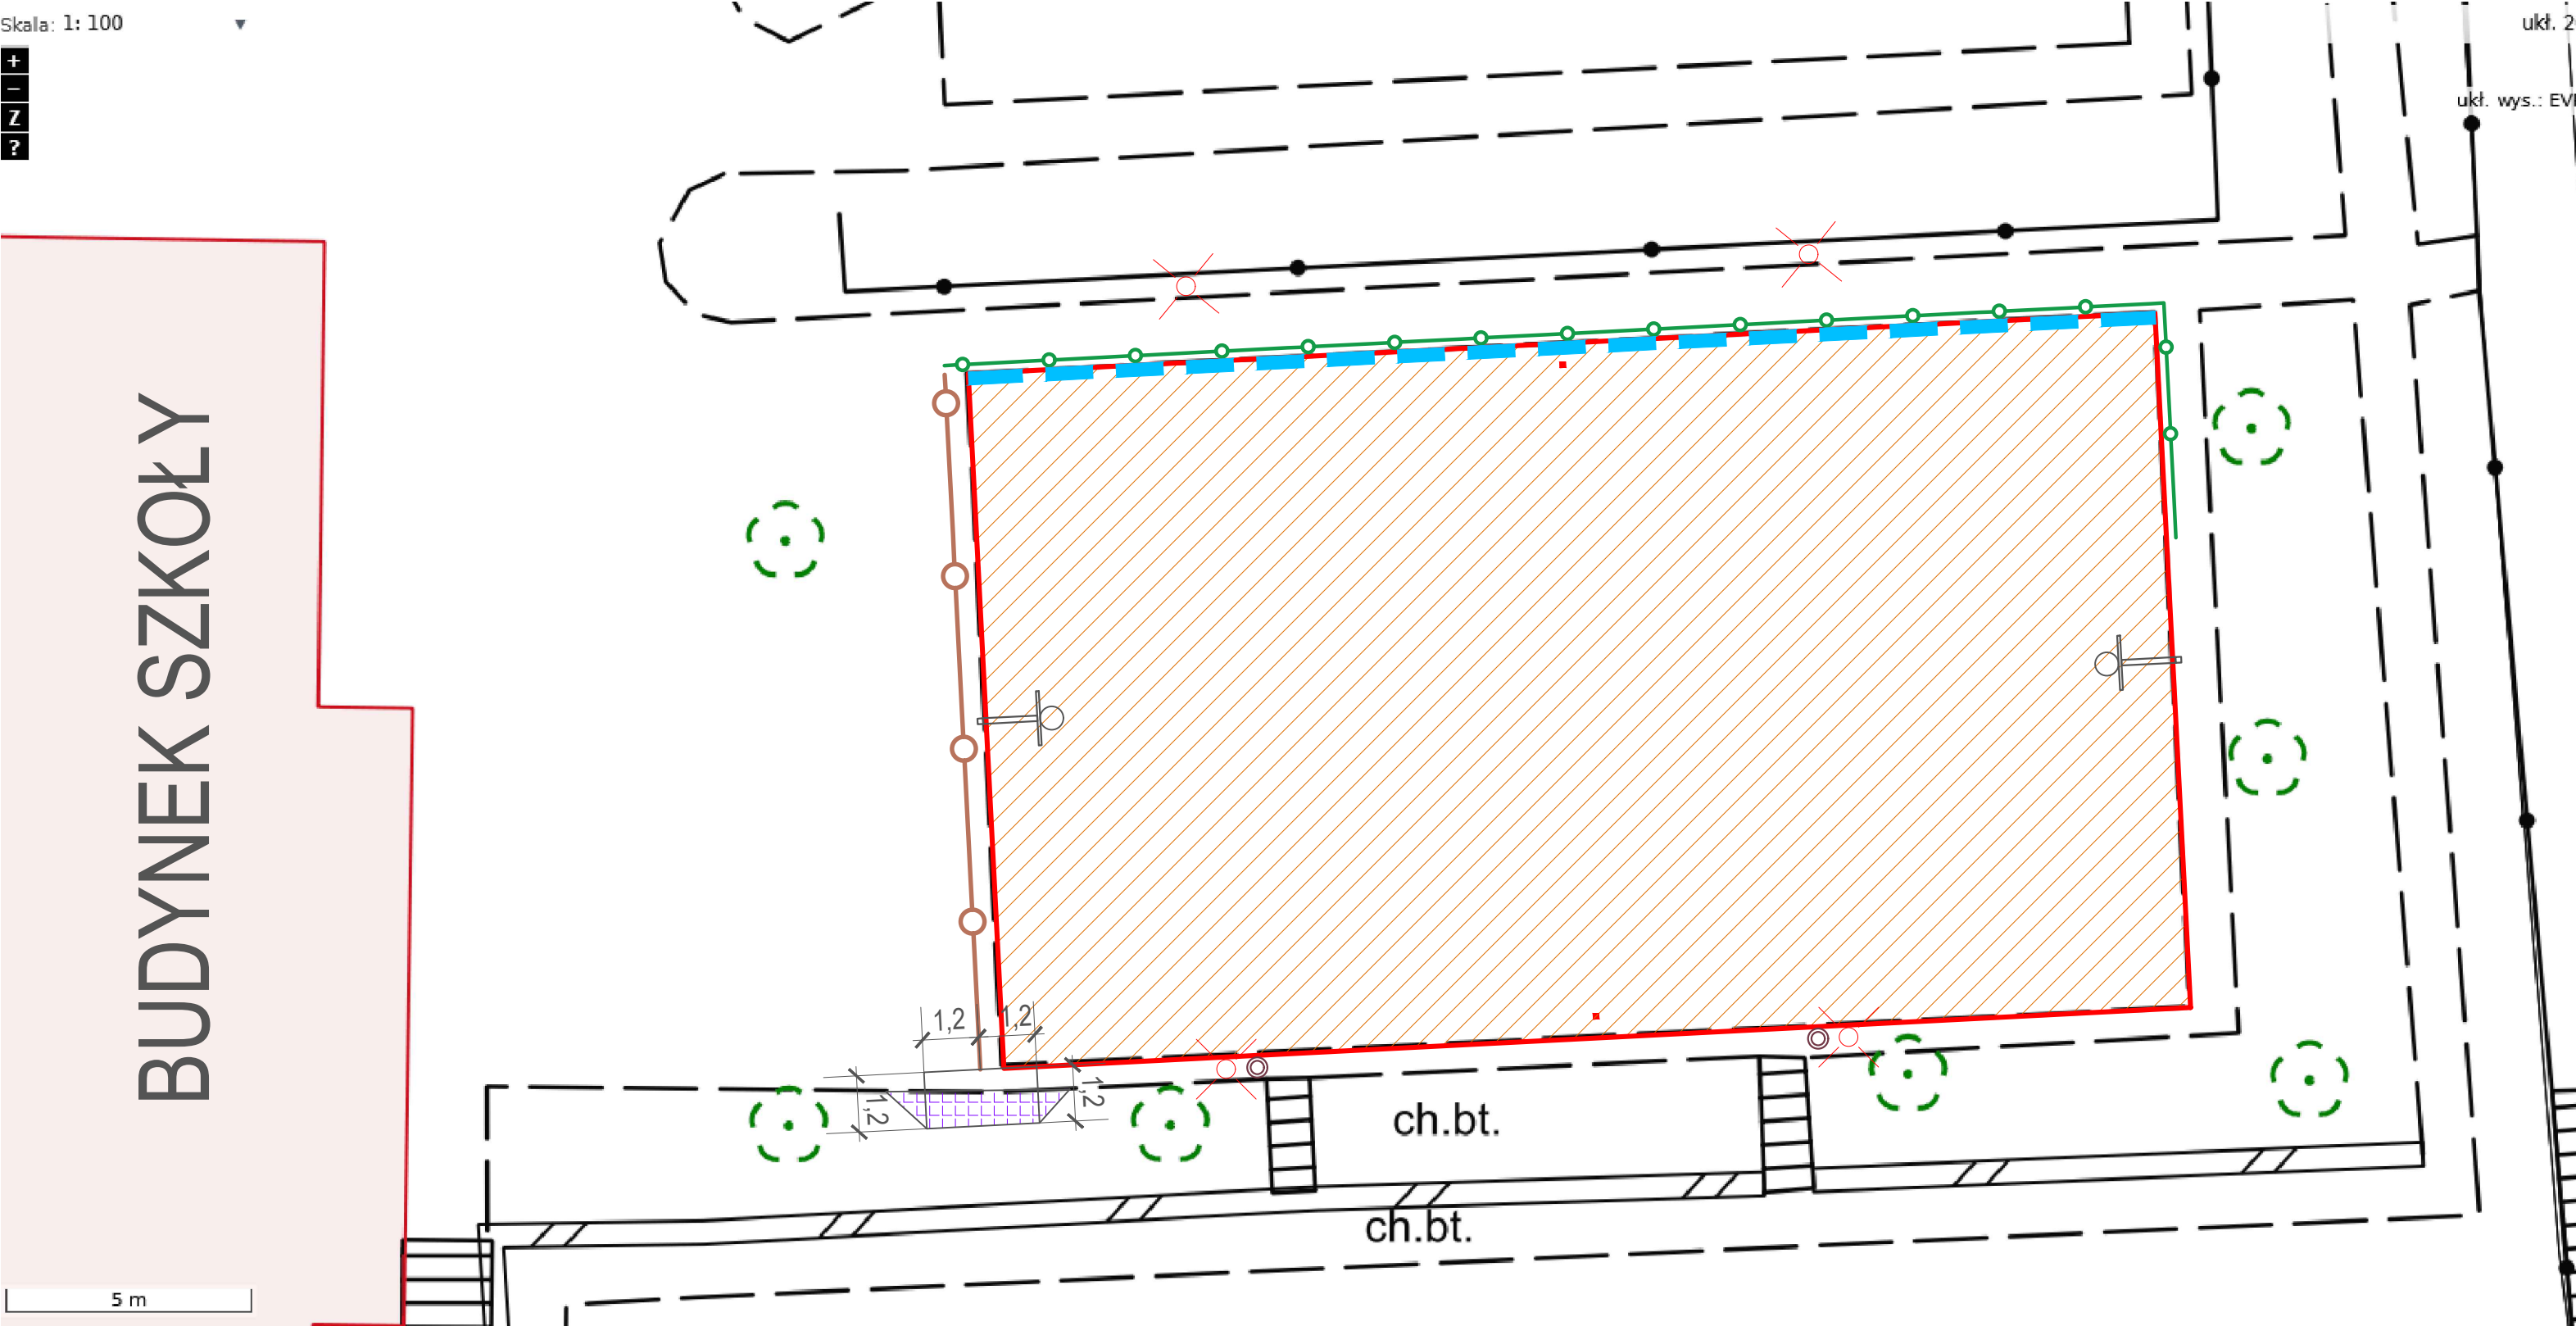 Skala: 1: 100
ukł. 2
+
−
Z
?
ukł. wys.: EV
BUDYNEK SZKOŁY
1,2
1,2
1,2
1,2
ch.bt.
ch.bt.
5 m